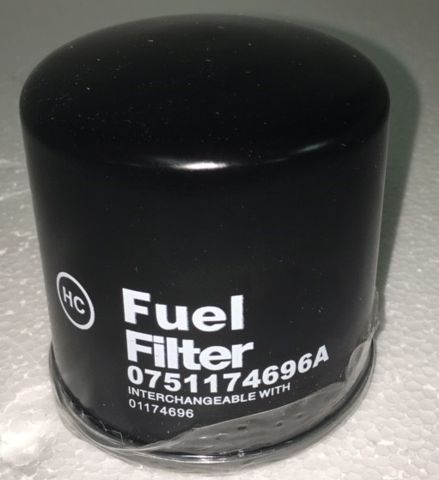 HC
Fuel
Filter
0751174696A
INTERCHANGEABLE WITH
01174696